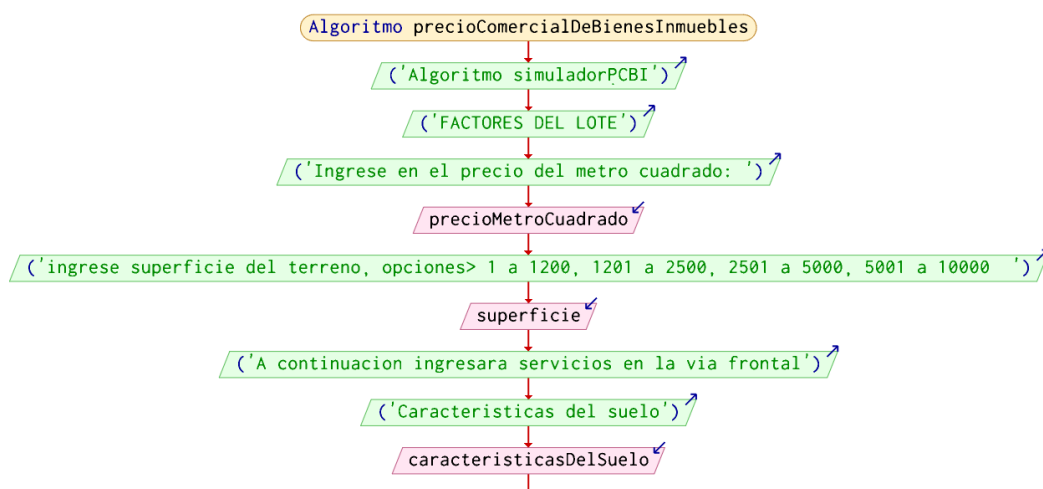 Algoritmo precioComercialDeBienesInmuebles
('Algoritmo simuladorPCBI')
('FACTORES DEL LOTE')
('Ingrese en el precio del metro cuadrado: ')
precioMetroCuadrado
('ingrese superficie del terreno, opciones> 1 a 1200, 1201 a 2500, 2501 a 5000, 5001 a 10000  ')
superficie
('A continuacion ingresara servicios en la via frontal')
('Caracteristicas del suelo')
caracteristicasDelSuelo